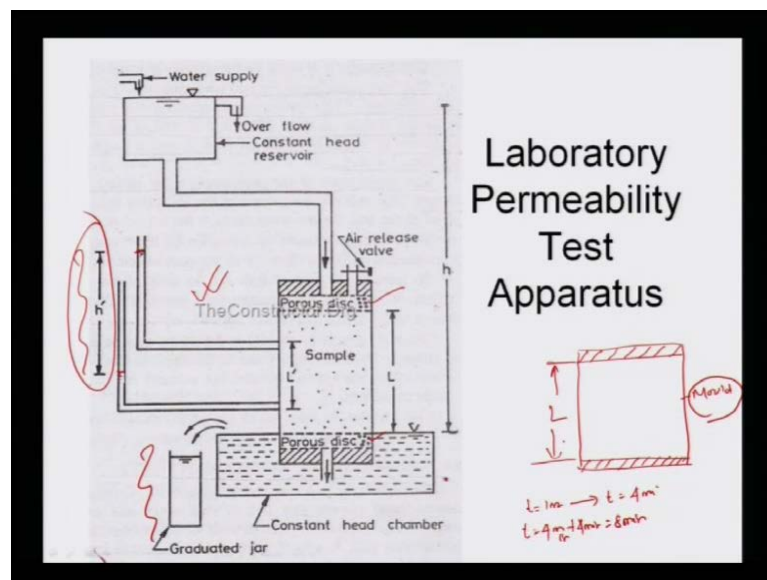 Water supply
Over flow
Constant head
reservoir
h
Air release
valve
h'
Porous disc
TheConstructor.Org
Sample
L'
L
Porous disc
Constant head chamber
Graduated jar
Laboratory
Permeability
Test
Apparatus
L
Mould